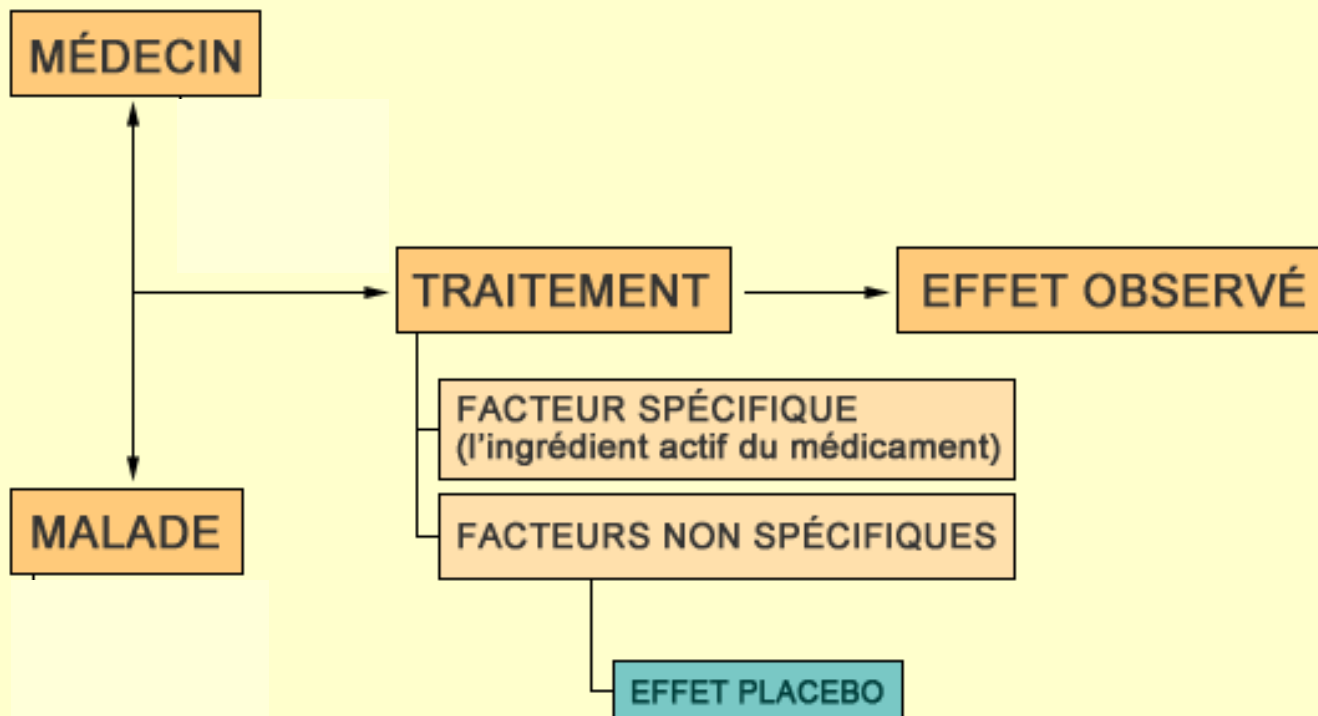 MÉDECIN
TRAITEMENT
EFFET OBSERVÉ
FACTEUR SPÉCIFIQUE
(l'ingrédient actif du médicament)
MALADE
FACTEURS NON SPÉCIFIQUES
EFFET PLACEBO